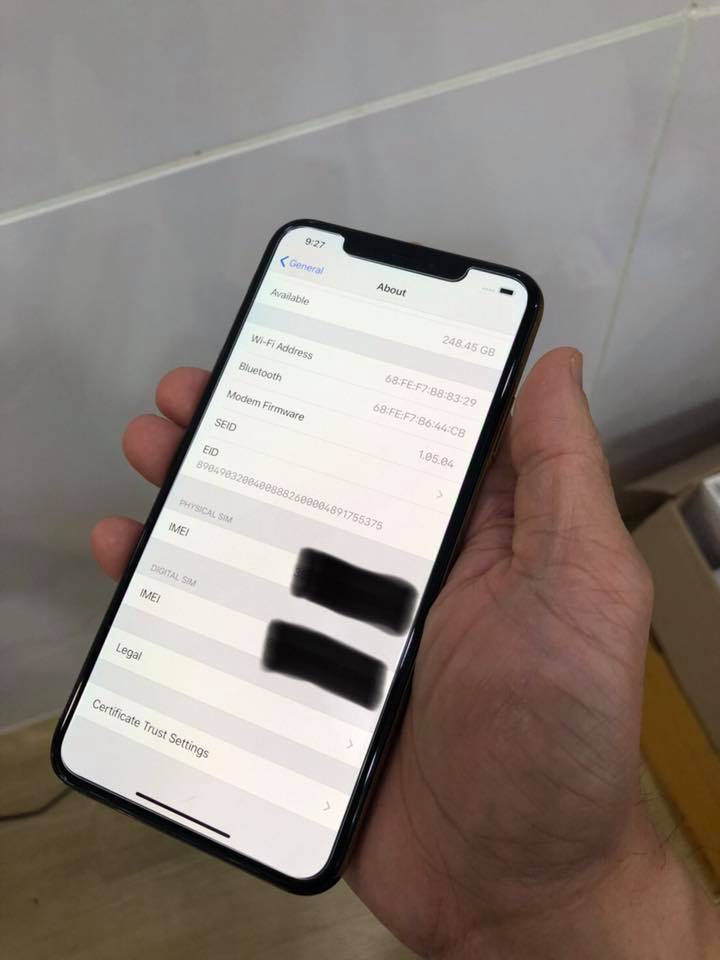 9:27
General
About
Available 248.45 GB
Wi-Fi Address 68:FE:F7:B8:83:29
Bluetooth 68:FE:F7:B6:44:CB
Modem Firmware 1.05.04
SEID
EID
89049032004008882600004891755375
PHYSICAL SIM
IMEI
DIGITAL SIM
IMEI
Legal
Certificate Trust Settings